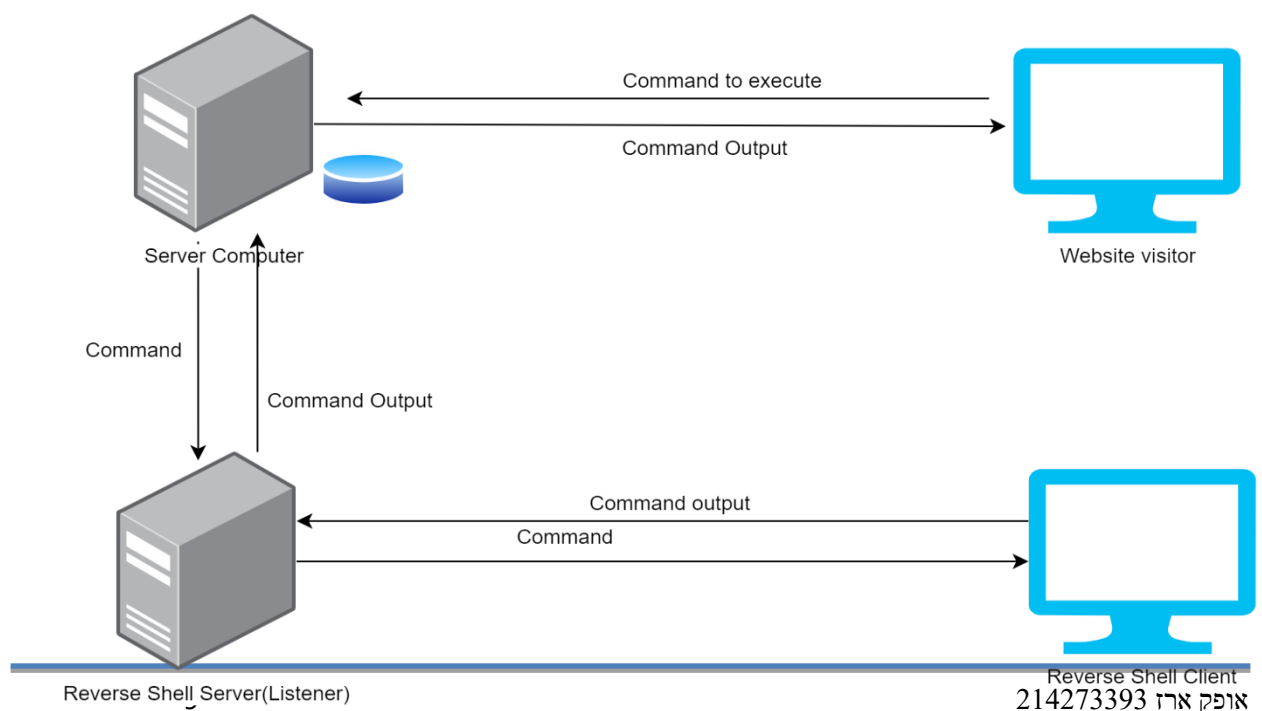 Command to execute
Command Output
Server Computer
Website visitor
Command
Command Output
Command output
Command
Reverse Shell Server(Listener)
Reverse Shell Client
אופק ארז 214273393